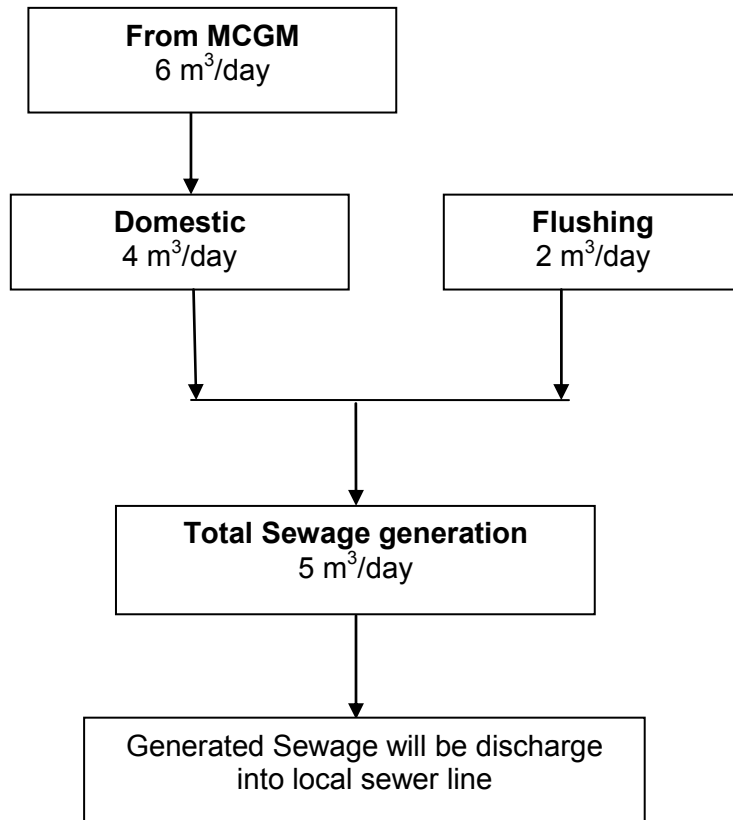 From MCGM
6 m³/day
Domestic
4 m³/day
Flushing
2 m³/day
Total Sewage generation
5 m³/day
Generated Sewage will be discharge
into local sewer line